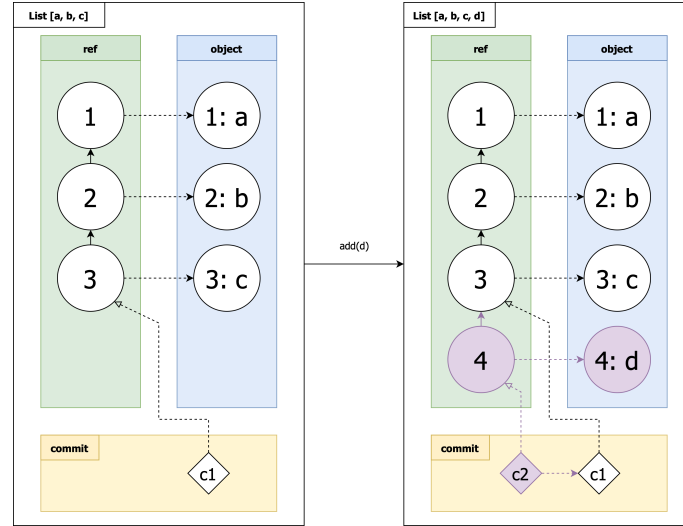 List [a, b, c]
ref
object
1
1: a
2
2: b
3
3: c
commit
c1
add(d)
List [a, b, c, d]
ref
object
1
1: a
2
2: b
3
3: c
4
4: d
commit
c2
c1